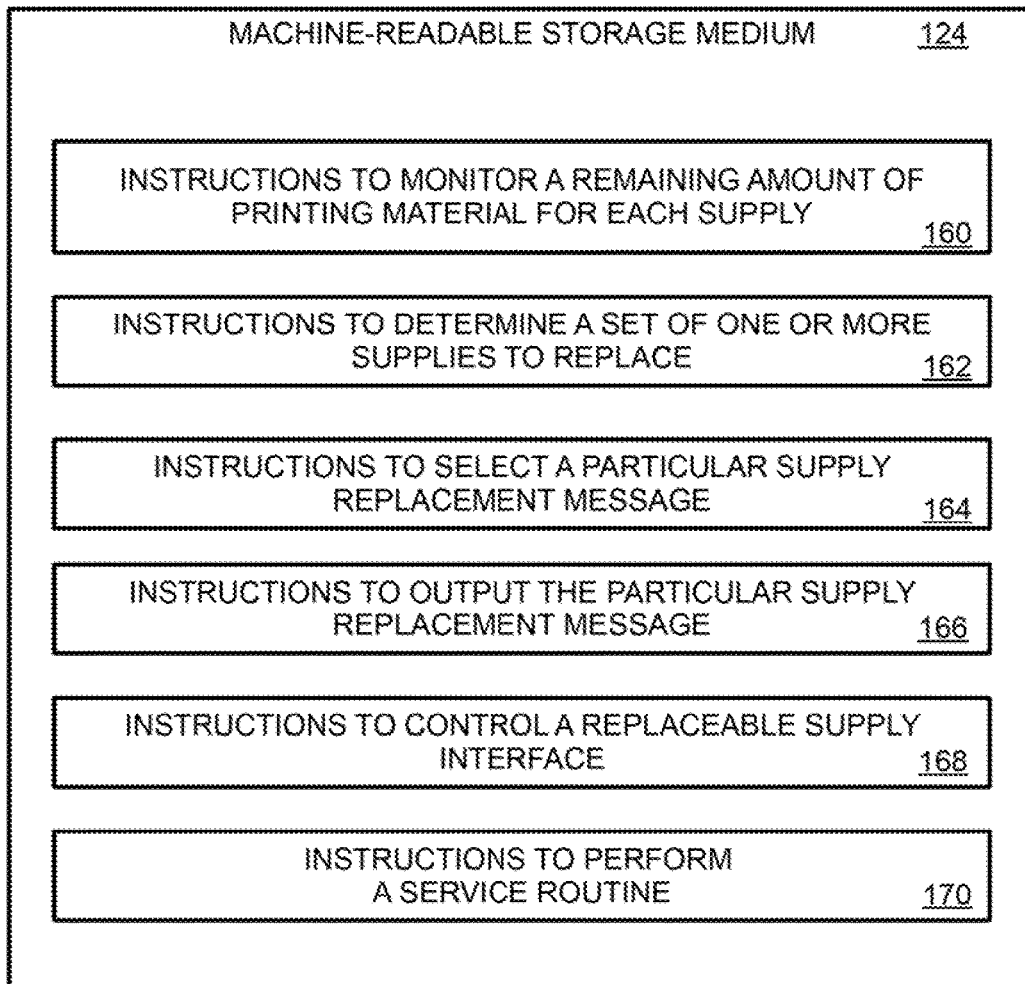 MACHINE-READABLE STORAGE MEDIUM 124
INSTRUCTIONS TO MONITOR A REMAINING AMOUNT OF
PRINTING MATERIAL FOR EACH SUPPLY
160
INSTRUCTIONS TO DETERMINE A SET OF ONE OR MORE
SUPPLIES TO REPLACE
162
INSTRUCTIONS TO SELECT A PARTICULAR SUPPLY
REPLACEMENT MESSAGE
164
INSTRUCTIONS TO OUTPUT THE PARTICULAR SUPPLY
REPLACEMENT MESSAGE
166
INSTRUCTIONS TO CONTROL A REPLACEABLE SUPPLY
INTERFACE
168
INSTRUCTIONS TO PERFORM
A SERVICE ROUTINE
170